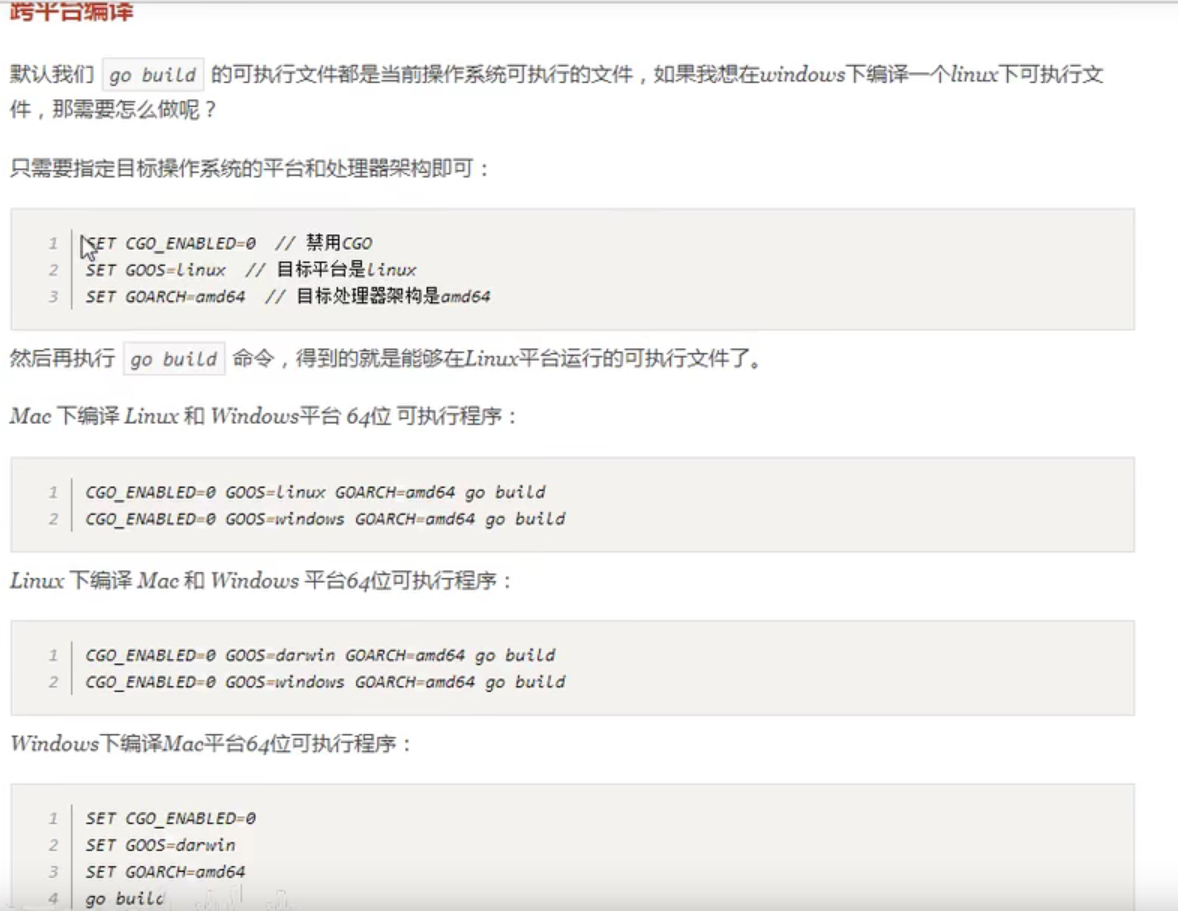 跨平台编译
默认我们 go build 的可执行文件都是当前操作系统可执行的文件，如果我想在windows下编译一个linux下可执行文
件，那需要怎么做呢？
只需要指定目标操作系统的平台和处理器架构即可：
1 SET CGO_ENABLED=0 // 禁用CGO
2 SET GOOS=linux // 目标平台是linux
3 SET GOARCH=amd64 // 目标处理器架构是amd64
然后再执行 go build 命令，得到的就是能够在Linux平台运行的可执行文件了。
Mac 下编译 Linux 和 Windows平台 64位 可执行程序：
1 CGO_ENABLED=0 GOOS=linux GOARCH=amd64 go build
2 CGO_ENABLED=0 GOOS=windows GOARCH=amd64 go build
Linux 下编译 Mac 和 Windows 平台64位可执行程序：
1 CGO_ENABLED=0 GOOS=darwin GOARCH=amd64 go build
2 CGO_ENABLED=0 GOOS=windows GOARCH=amd64 go build
Windows下编译Mac平台64位可执行程序：
1 SET CGO_ENABLED=0
2 SET GOOS=darwin
3 SET GOARCH=amd64
4 go build